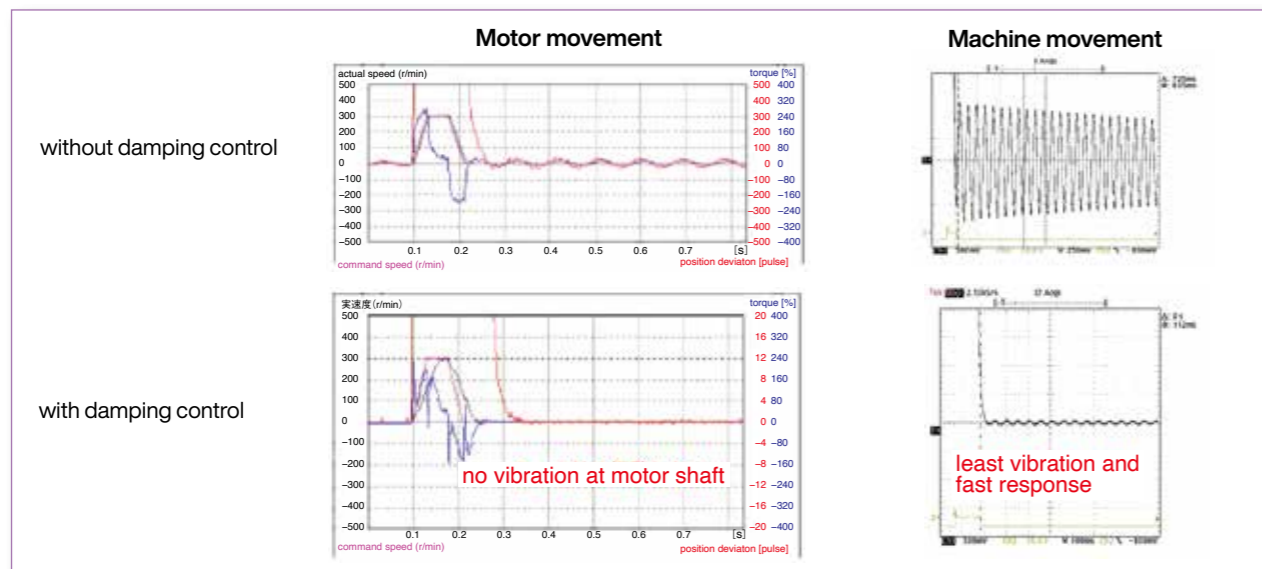 Motor movement
Machine movement
without damping control
actual speed (r/min)
torque [%]
500 500 400
400 400 320
300 300 240
200 200 160
100 100 80
0 0 0
−100 −100 −80
−200 −200 −160
−300 −300 −240
−400 −400 −320
−500 −500 −400
0.1 0.2 0.3 0.4 0.5 0.6 0.7 [s]
command speed (r/min)
position deviaton [pulse]
with damping control
実速度(r/min)
torque [%]
500 20 400
400 16 320
300 12 240
200 8 160
100 4 80
0 0 0
−100 −4 −80
−200 −8 −160
−300 −12 −240
−400 −16 −320
−500 −20 −400
no vibration at motor shaft
0.1 0.2 0.3 0.4 0.5 0.6 0.7 [s]
command speed (r/min)
position deviaton [pulse]
least vibration and
fast response